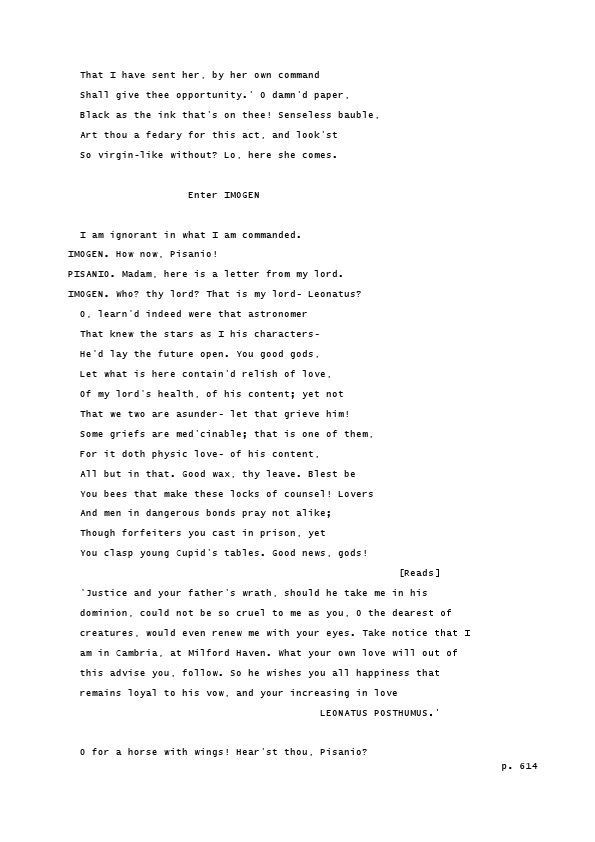 That I have sent her, by her own command
Shall give thee opportunity.' O damn'd paper,
Black as the ink that's on thee! Senseless bauble,
Art thou a fedary for this act, and look'st
So virgin-like without? Lo, here she comes.
Enter IMOGEN
I am ignorant in what I am commanded.
IMOGEN. How now, Pisanio!
PISANIO. Madam, here is a letter from my lord.
IMOGEN. Who? thy lord? That is my lord- Leonatus?
O, learn'd indeed were that astronomer
That knew the stars as I his characters-
He'd lay the future open. You good gods,
Let what is here contain'd relish of love,
Of my lord's health, of his content; yet not
That we two are asunder- let that grieve him!
Some griefs are med'cinable; that is one of them,
For it doth physic love- of his content,
All but in that. Good wax, thy leave. Blest be
You bees that make these locks of counsel! Lovers
And men in dangerous bonds pray not alike;
Though forfeiters you cast in prison, yet
You clasp young Cupid's tables. Good news, gods!
[Reads]
'Justice and your father's wrath, should he take me in his
dominion, could not be so cruel to me as you, O the dearest of
creatures, would even renew me with your eyes. Take notice that I
am in Cambria, at Milford Haven. What your own love will out of
this advise you, follow. So he wishes you all happiness that
remains loyal to his vow, and your increasing in love
LEONATUS POSTHUMUS.'
O for a horse with wings! Hear'st thou, Pisanio?
p. 614